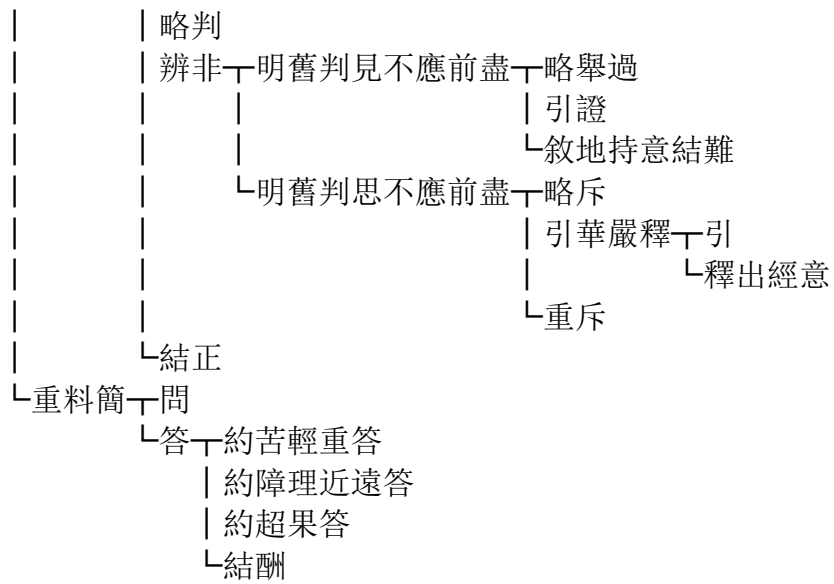 ｜　　　｜略判
｜　　　｜辨非┬明舊判見不應前盡┬略舉過
｜　　　｜　　｜　　　　　　　　｜引證
｜　　　｜　　｜　　　　　　　　└敘地持意結難
｜　　　｜　　└明舊判思不應前盡┬略斥
｜　　　｜　　　　　　　　　　　｜引華嚴釋┬引
｜　　　｜　　　　　　　　　　　｜　　　　└釋出經意
｜　　　｜　　　　　　　　　　　└重斥
｜　　　└結正
└重料簡┬問
　　　　└答┬約苦輕重答
　　　　　　｜約障理近遠答
　　　　　　｜約超果答
　　　　　　└結酬